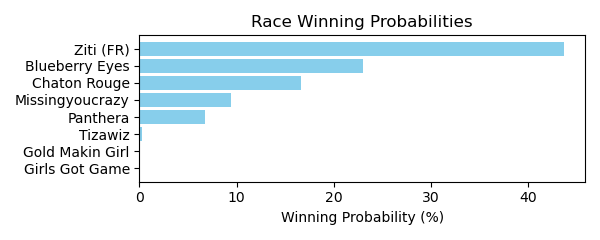 Race Winning Probabilities
Ziti (FR)
Blueberry Eyes
Chaton Rouge
Missingyoucrazy
Panthera
Tizawiz
Gold Makin Girl
Girls Got Game
0 10 20 30 40
Winning Probability (%)